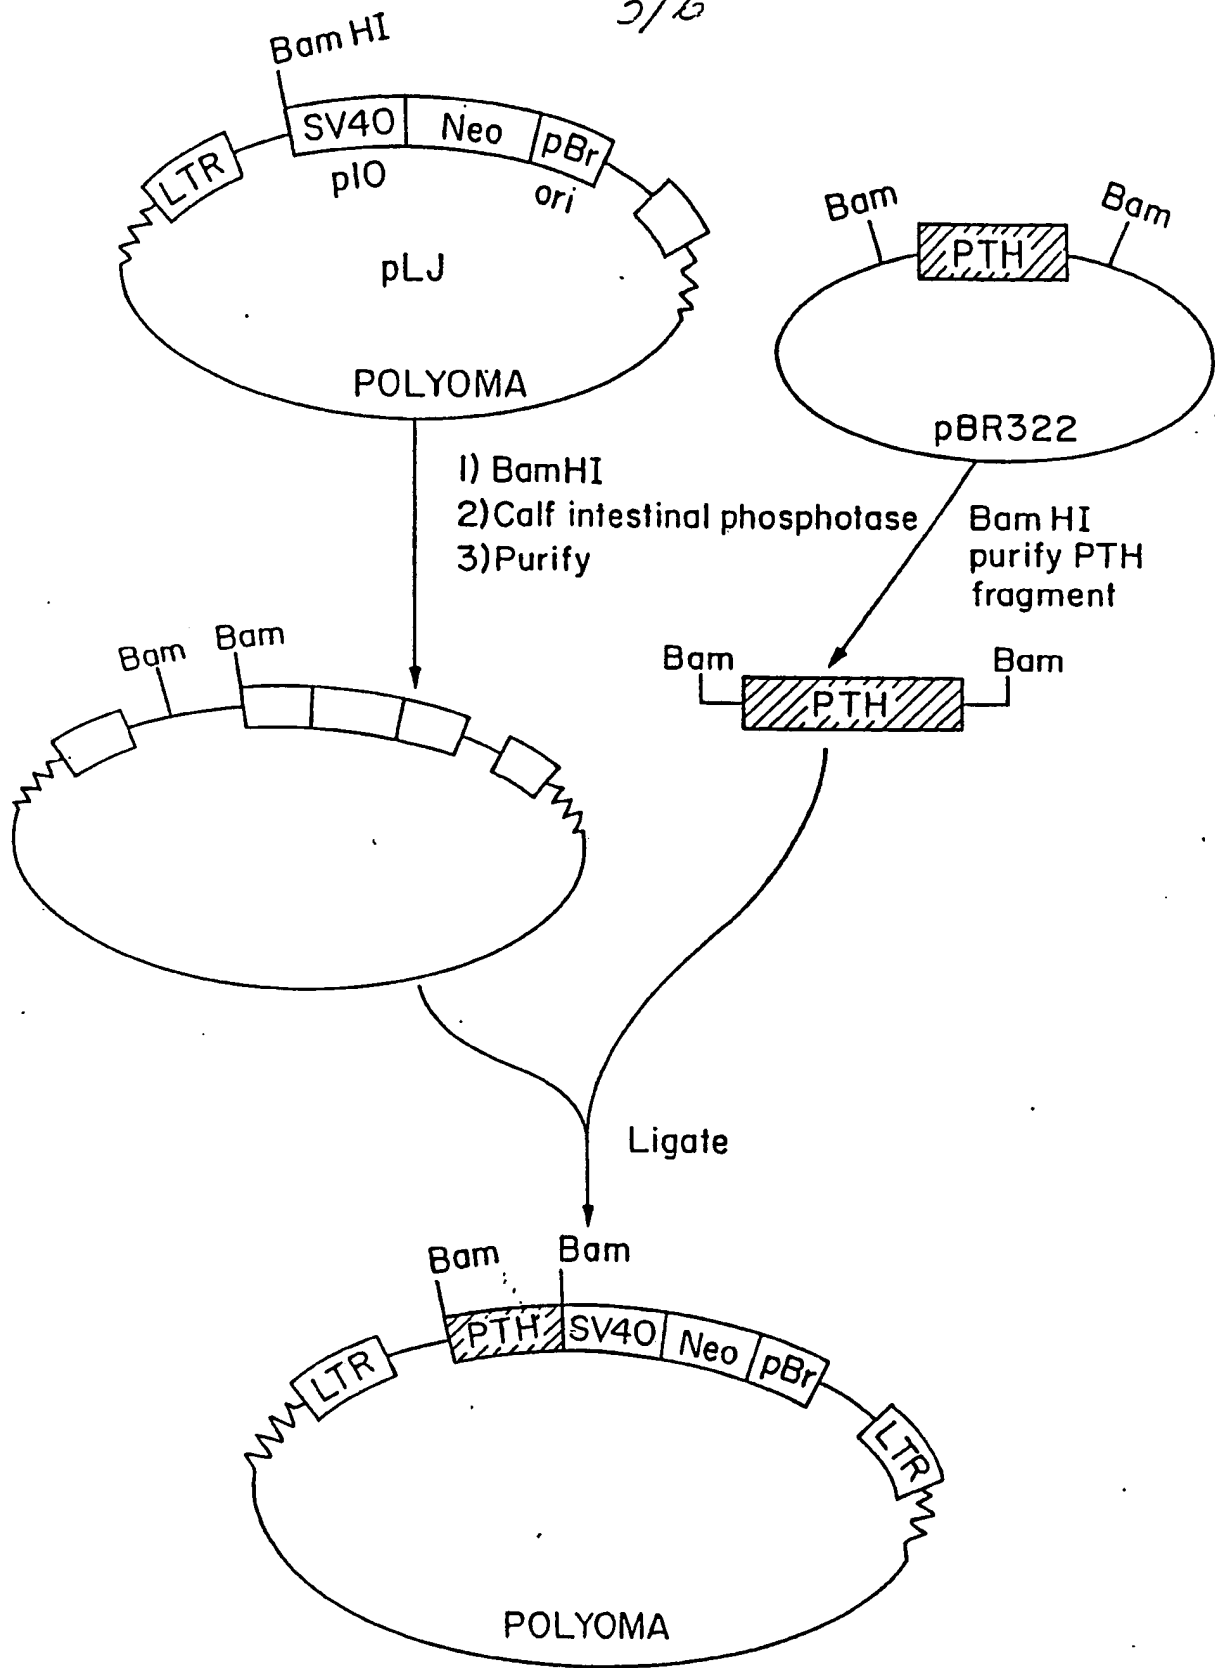 Bam HI
LTR
SV40
Neo
pBr
pIO
ori
pLJ
POLYOMA
Bam
PTH
Bam
pBR322
1) BamHI
2) Calf intestinal phosphotase
3) Purify
Bam HI
purify PTH
fragment
Bam
Bam
Bam
PTH
Bam
Ligate
Bam
Bam
LTR
PTH
SV40
Neo
pBr
LTR
POLYOMA